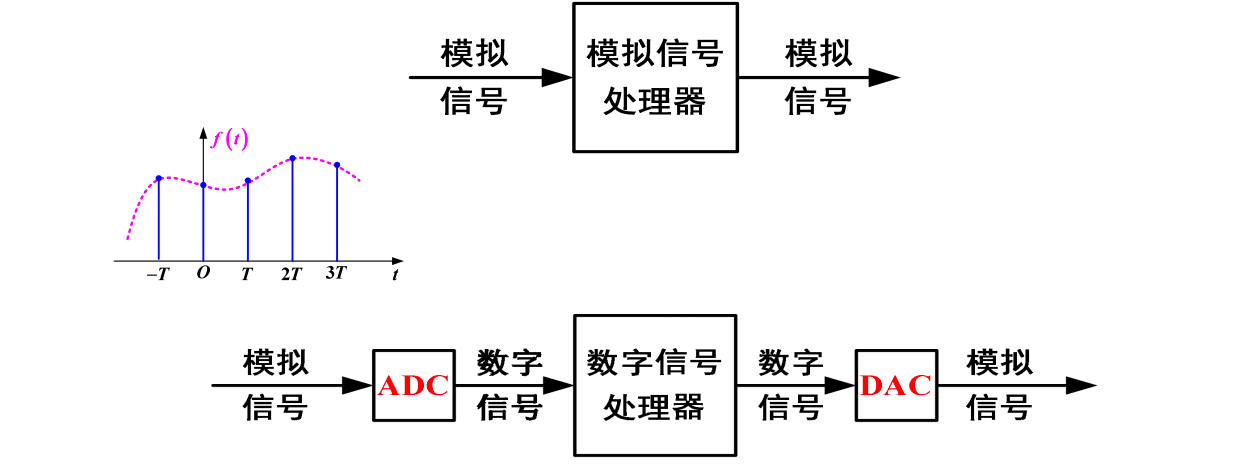 模拟
信号
模拟信号
处理器
模拟
信号
f(t)
−T O T 2T 3T t
模拟
信号
ADC
数字
信号
数字信号
处理器
数字
信号
DAC
模拟
信号